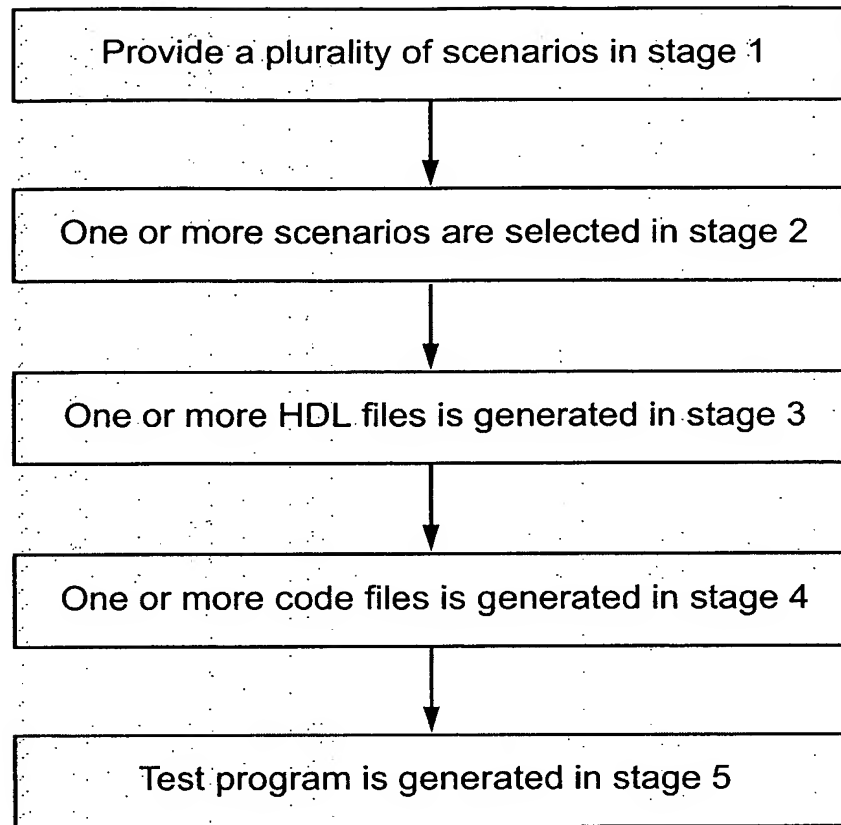 Provide a plurality of scenarios in stage 1
One or more scenarios are selected in stage 2
One or more HDL files is generated in stage 3
One or more code files is generated in stage 4
Test program is generated in stage 5